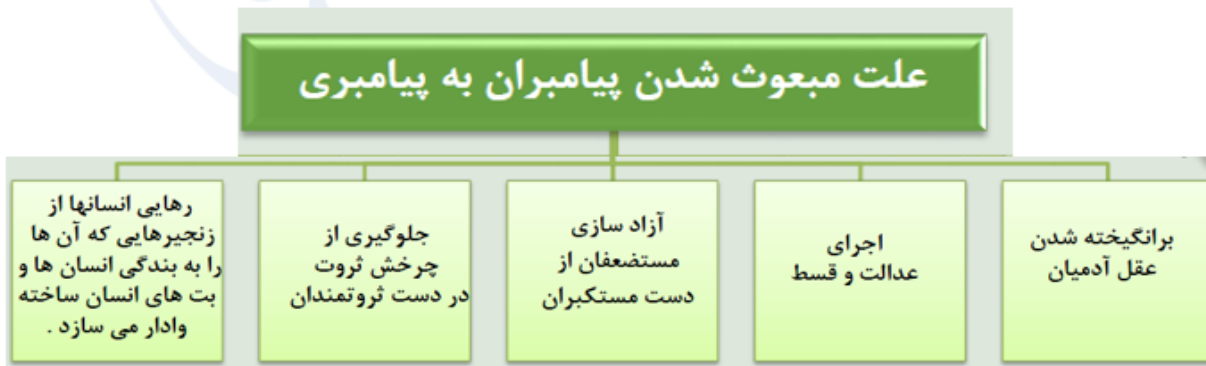 علت مبعوث شدن پیامبران به پیامبری
برانگیخته شدن
عقل آدمیان
اجرای
عدالت و قسط
آزاد سازی
مستضعفان از
دست مستکبران
جلوگیری از
چرخش ثروت
در دست ثروتمندان
رهایی انسانها از
زنجیرهایی که آن ها
را به بندگی انسان ها و
بت های انسان ساخته
وادار می سازد .